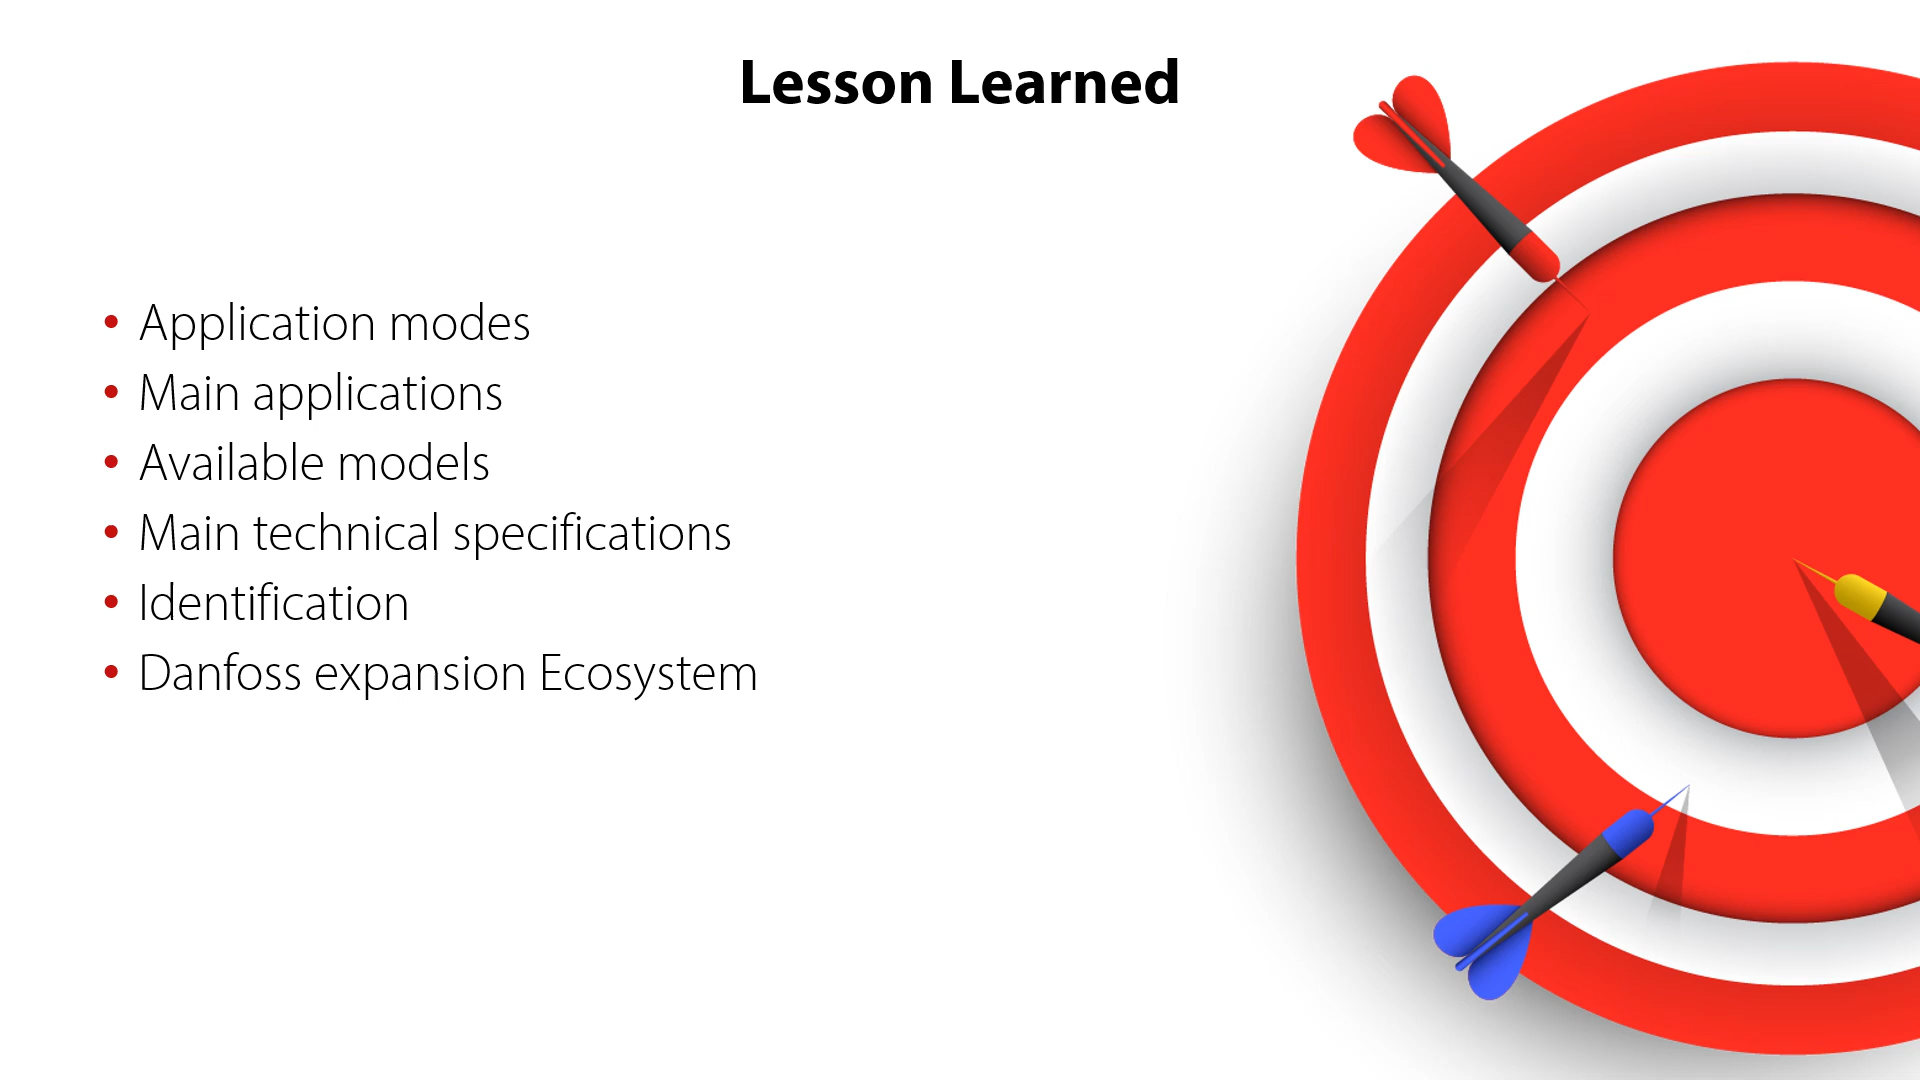 Lesson Learned
• Application modes
• Main applications
• Available models
• Main technical specifications
• Identification
• Danfoss expansion Ecosystem